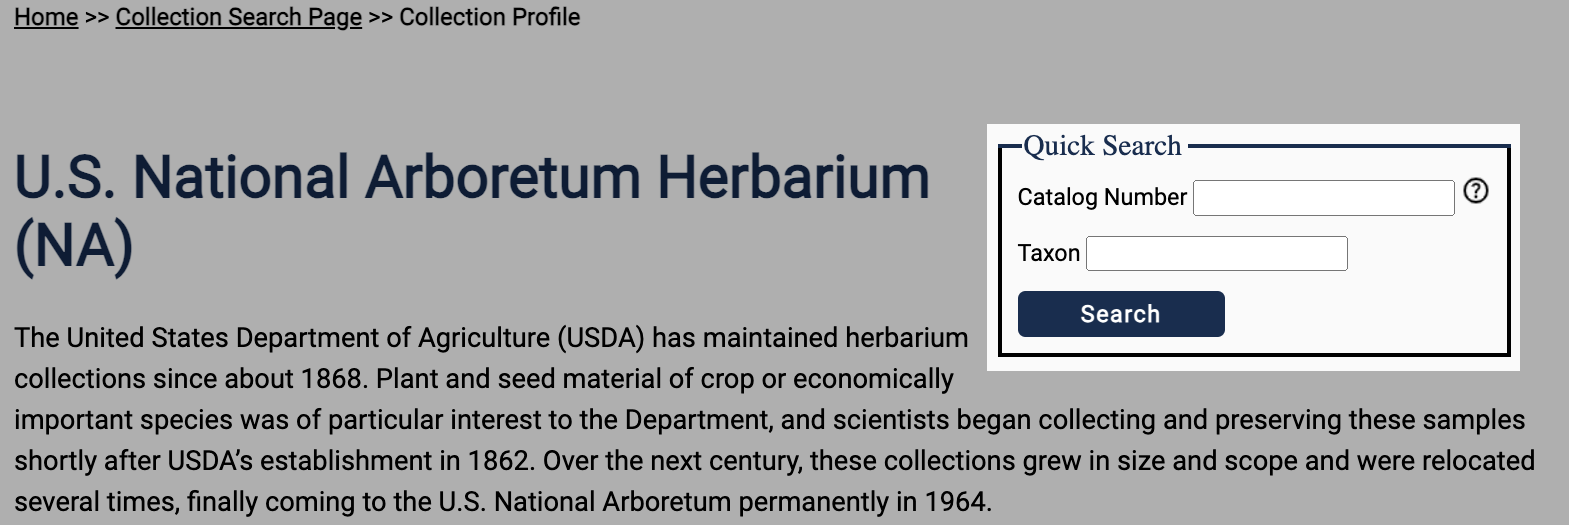 Home >> Collection Search Page >> Collection Profile
U.S. National Arboretum Herbarium
(NA)
Quick Search
Catalog Number
Taxon
Search
The United States Department of Agriculture (USDA) has maintained herbarium
collections since about 1868. Plant and seed material of crop or economically
important species was of particular interest to the Department, and scientists began collecting and preserving these samples
shortly after USDA’s establishment in 1862. Over the next century, these collections grew in size and scope and were relocated
several times, finally coming to the U.S. National Arboretum permanently in 1964.